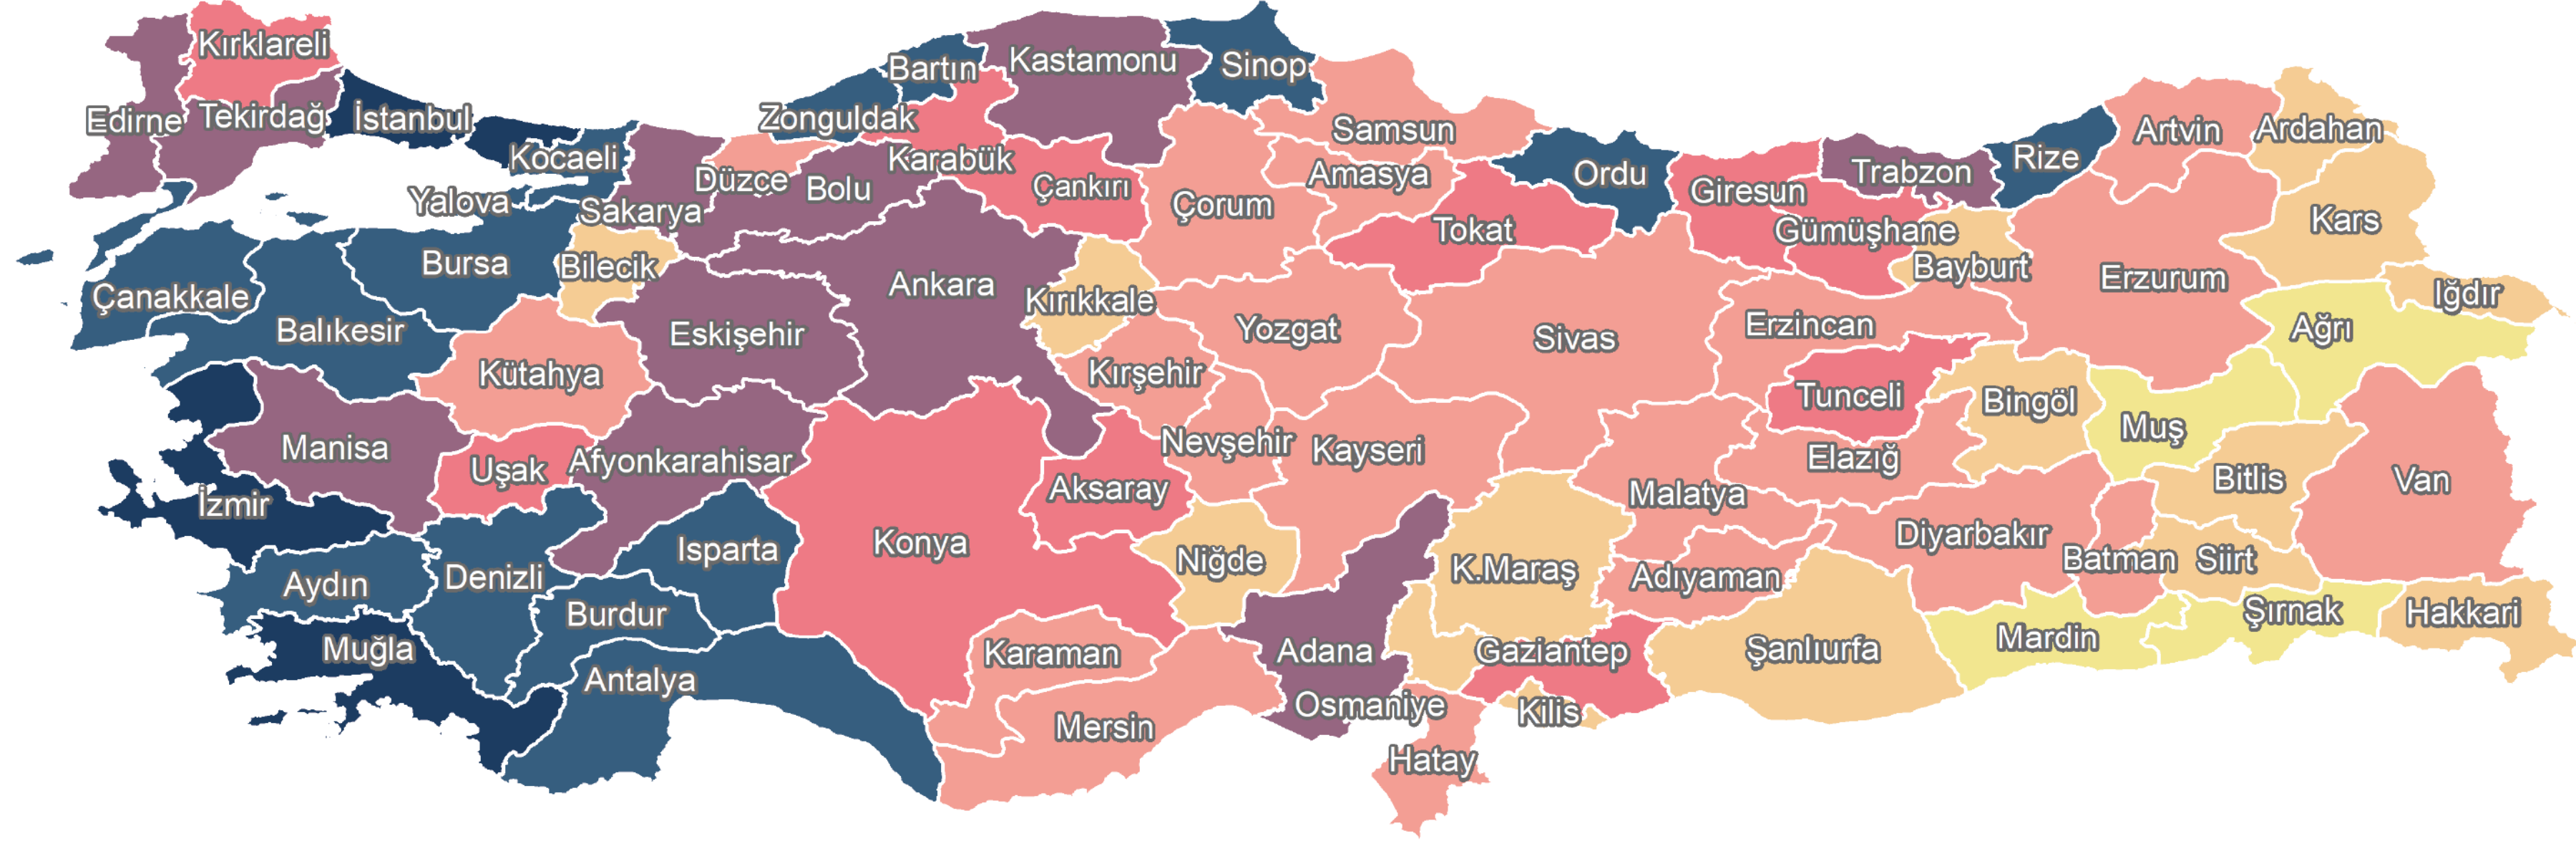 Kırklareli
Edirne
Tekirdağ
İstanbul
Kocaeli
Yalova
Sakarya
Düzce
Bolu
Zonguldak
Bartın
Karabük
Kastamonu
Çankırı
Sinop
Samsun
Çorum
Amasya
Tokat
Ordu
Giresun
Gümüşhane
Trabzon
Rize
Bayburt
Artvin
Ardahan
Kars
Iğdır
Erzurum
Ağrı
Çanakkale
Balıkesir
Bursa
Bilecik
Kütahya
Eskişehir
Ankara
Kırıkkale
Kırşehir
Yozgat
Sivas
Erzincan
Tunceli
Bingöl
Muş
Manisa
Uşak
Afyonkarahisar
İzmir
Konya
Aksaray
Nevşehir
Kayseri
Malatya
Elazığ
Diyarbakır
Bitlis
Van
Aydın
Denizli
Isparta
Burdur
Muğla
Antalya
Karaman
Mersin
Niğde
Adana
K.Maraş
Osmaniye
Gaziantep
Kilis
Hatay
Adıyaman
Şanlıurfa
Batman
Siirt
Mardin
Şırnak
Hakkari